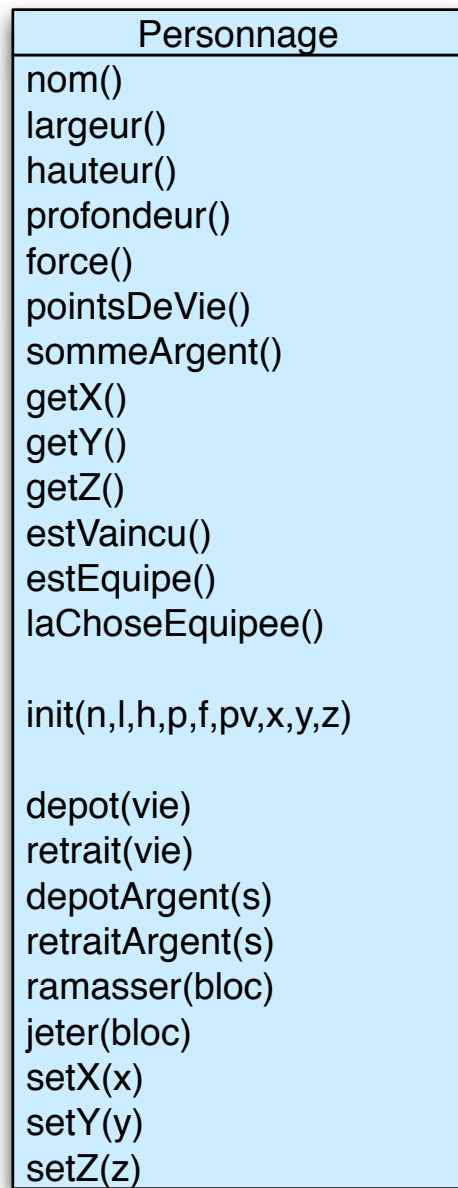 Personnage
nom()
largeur()
hauteur()
profondeur()
force()
pointsDeVie()
sommeArgent()
getX()
getY()
getZ()
estVaincu()
estEquipe()
laChoseEquipee()
init(n,l,h,p,f,pv,x,y,z)
depot(vie)
retrait(vie)
depotArgent(s)
retraitArgent(s)
ramasser(bloc)
jeter(bloc)
setX(x)
setY(y)
setZ(z)